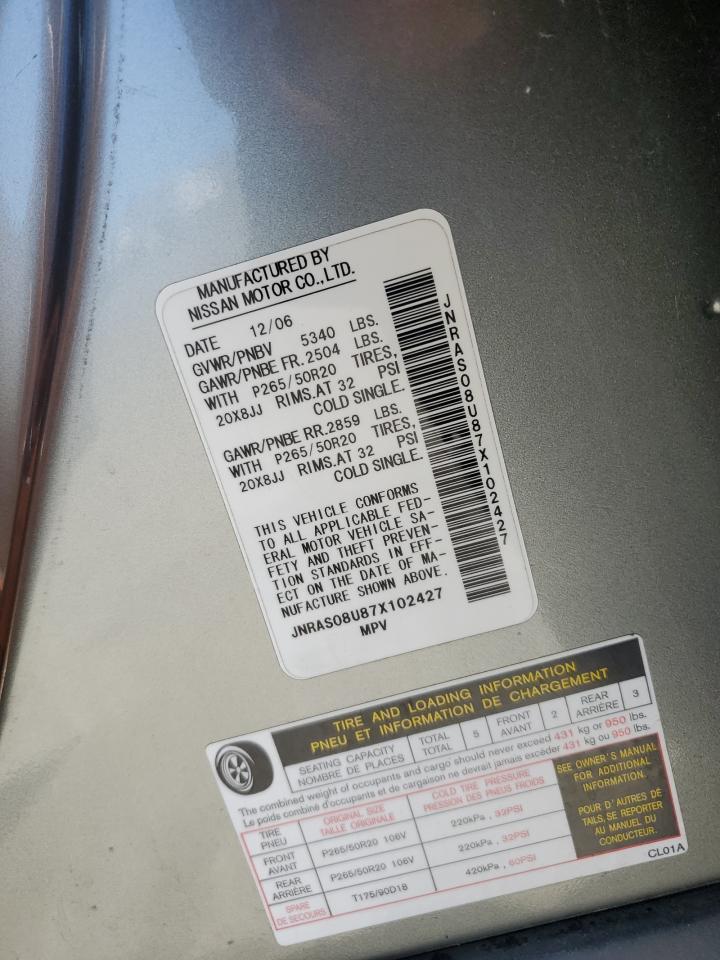 MANUFACTURED BY
NISSAN MOTOR CO., LTD.
DATE 12/06
GVWR/PNBV 5340 LBS.
GAWR/PNBE FR. 2504 LBS.
WITH P265/50R20 TIRES,
20X8JJ RIMS. AT 32 PSI
COLD SINGLE.
GAWR/PNBE RR. 2859 LBS.
WITH P265/50R20 TIRES,
20X8JJ RIMS. AT 32 PSI
COLD SINGLE.
THIS VEHICLE CONFORMS
TO ALL APPLICABLE FED-
ERAL MOTOR VEHICLE SA-
FETY AND THEFT PREVEN-
TION STANDARDS IN EFF-
ECT ON THE DATE OF MA-
NUFACTURE SHOWN ABOVE.
JNRAS08U87X102427
MPV
JNRAS08U87X102427
TIRE AND LOADING INFORMATION
PNEU ET INFORMATION DE CHARGEMENT
SEATING CAPACITY TOTAL 5 FRONT 2 REAR 3
NOMBRE DE PLACES TOTAL AVANT ARRIÈRE
The combined weight of occupants and cargo should never exceed 431 kg or 950 lbs.
Le poids combiné d'occupants et de cargaison ne devrait jamais excéder 431 kg ou 950 lbs.
TIRE ORIGINAL SIZE COLD TIRE PRESSURE
PNEU TAILLE ORIGINALE PRESSION DES PNEUS FROIDS
FRONT P265/50R20 106V 220kPa , 32PSI
AVANT
REAR P265/50R20 106V 220kPa , 32PSI
ARRIÈRE
SPARE T175/90D18 420kPa , 60PSI
DE SECOURS
SEE OWNER'S MANUAL
FOR ADDITIONAL
INFORMATION.
POUR D'AUTRES DE
TAILS, SE REPORTER
AU MANUEL DU
CONDUCTEUR.
CL01A